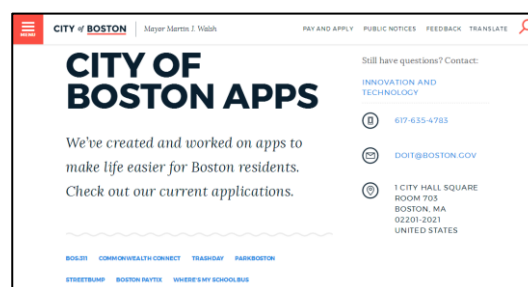 MENU
CITY of BOSTON
Mayor Martin J. Walsh
PAY AND APPLY PUBLIC NOTICES FEEDBACK TRANSLATE
CITY OF
BOSTON APPS
We've created and worked on apps to
make life easier for Boston residents.
Check out our current applications.
BOS:311 COMMONWEALTH CONNECT TRASHDAY PARKBOSTON
STREETBUMP BOSTON PAYTIX WHERE'S MY SCHOOL BUS
Still have questions? Contact:
INNOVATION AND
TECHNOLOGY
617-635-4783
DOIT@BOSTON.GOV
1 CITY HALL SQUARE
ROOM 703
BOSTON, MA
02201-2021
UNITED STATES